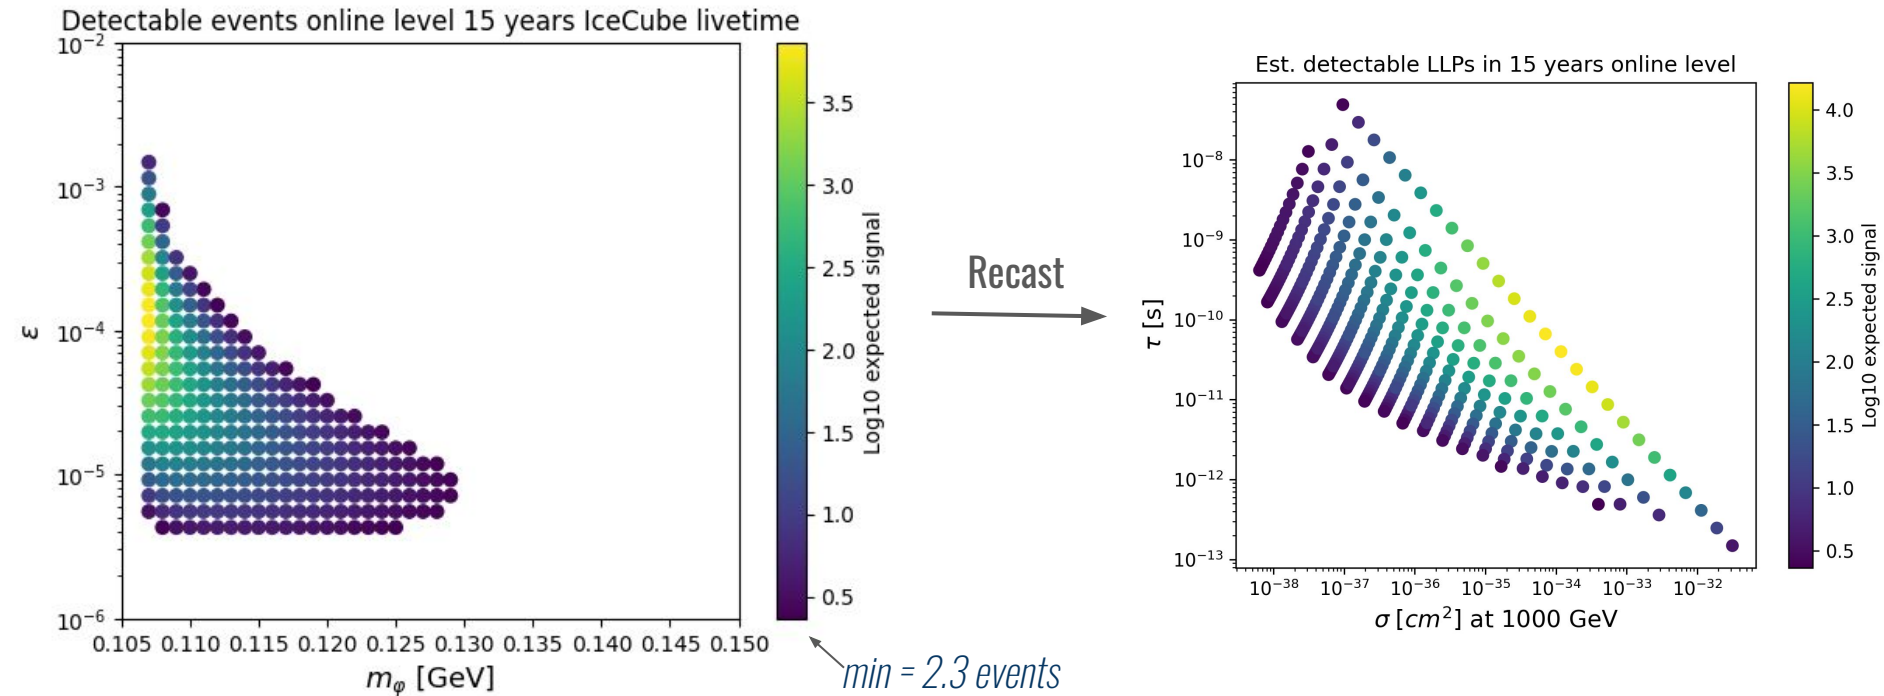 Detectable events online level 15 years IceCube livetime
10⁻²
10⁻³
10⁻⁴
10⁻⁵
10⁻⁶
ε
0.105 0.110 0.115 0.120 0.125 0.130 0.135 0.140 0.145 0.150
m_φ [GeV]
3.5
3.0
2.5
2.0
1.5
1.0
0.5
Log10 expected signal
min = 2.3 events
Recast
Est. detectable LLPs in 15 years online level
10⁻⁸
10⁻⁹
10⁻¹⁰
10⁻¹¹
10⁻¹²
10⁻¹³
τ [s]
10⁻³⁸ 10⁻³⁷ 10⁻³⁶ 10⁻³⁵ 10⁻³⁴ 10⁻³³ 10⁻³²
σ [cm²] at 1000 GeV
4.0
3.5
3.0
2.5
2.0
1.5
1.0
0.5
Log10 expected signal